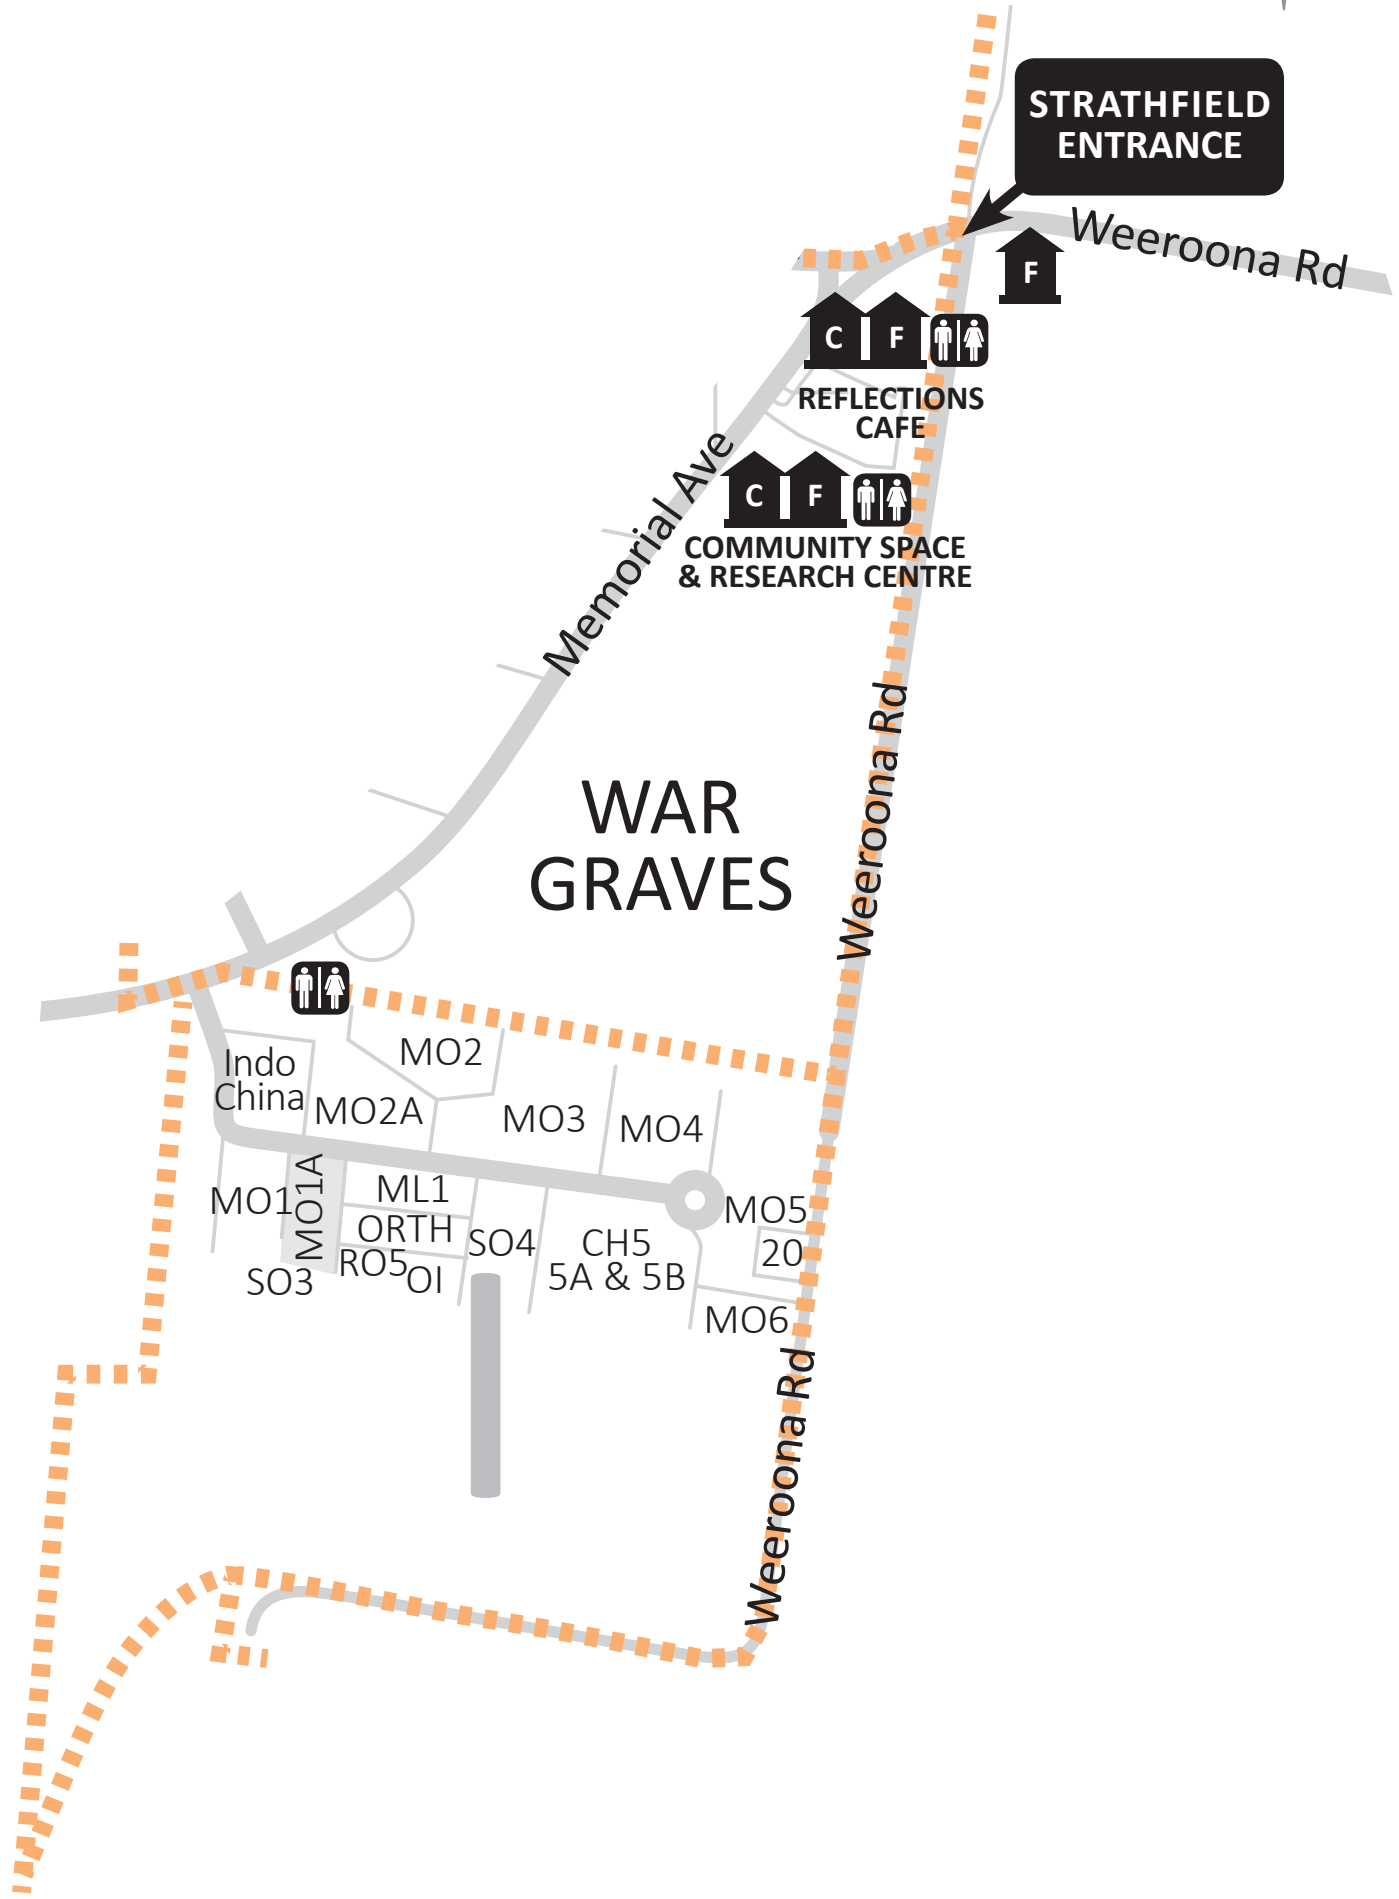 STRATHFIELD
ENTRANCE
Weeroona Rd
F
C F
REFLECTIONS
CAFE
Memorial Ave
C F
COMMUNITY SPACE
& RESEARCH CENTRE
Weeroona Rd
WAR
GRAVES
MO2
Indo
China
MO2A
MO3
MO4
MO1
MO1A
ML1
MO5
ORTH
SO4
CH5
20
RO5
OI
5A & 5B
SO3
MO6
Weeroona Rd